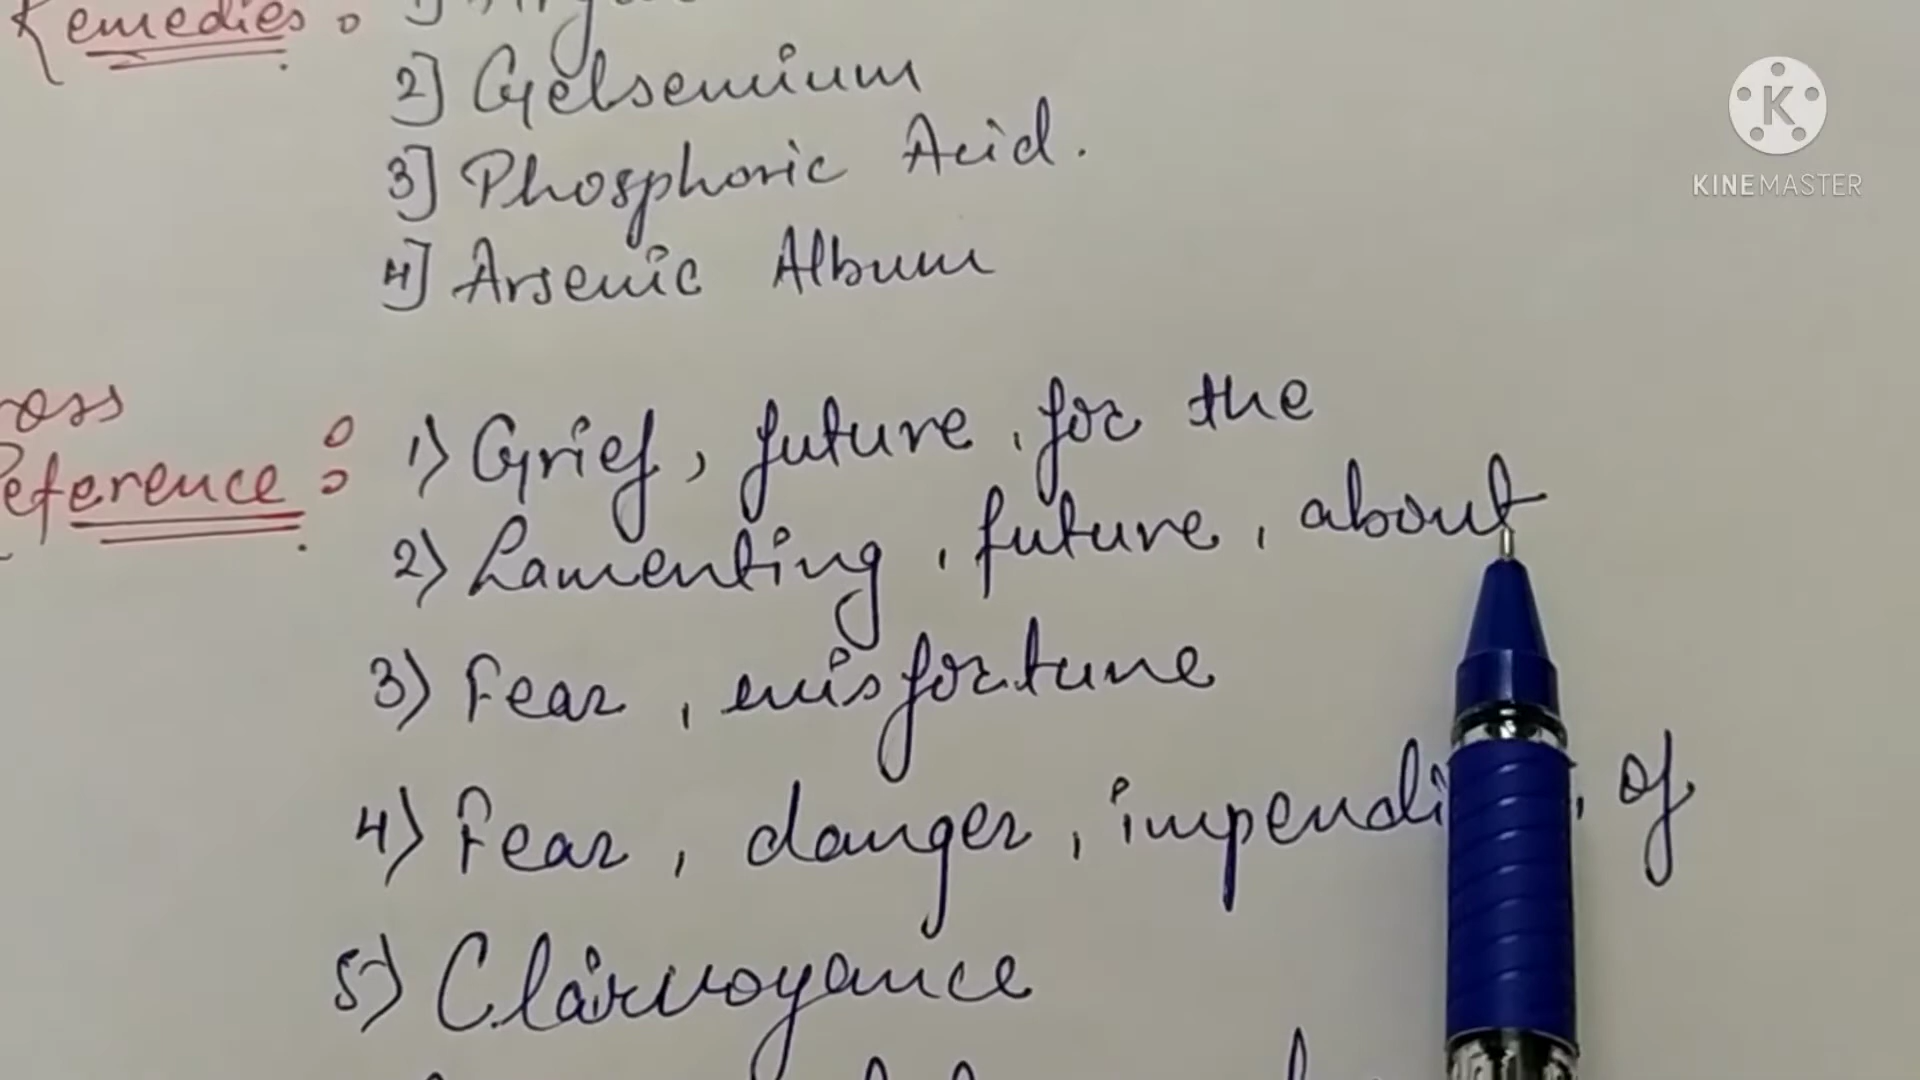 Remedies :
2] Gelsemium
3] Phosphoric Acid.
4] Arsenic Album
Reference :
1) Grief, future, for the
2) Lamenting, future, about
3) Fear, misfortune
4) Fear, danger, of
5) Clairvoyance
K
KINEMASTER